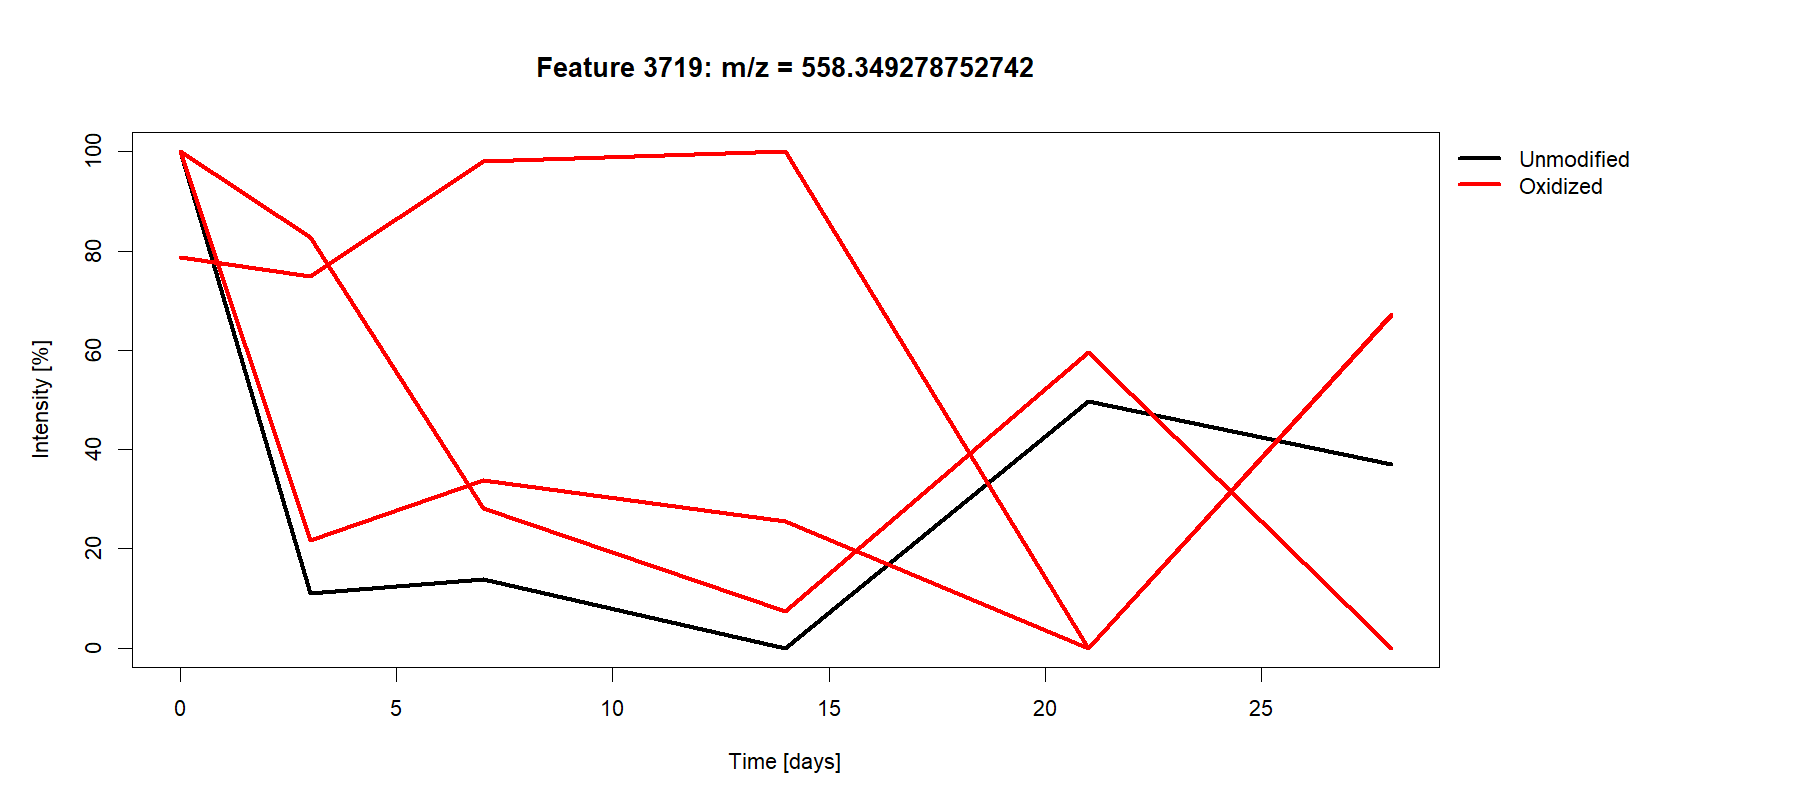 Feature 3719: m/z = 558.349278752742
Unmodified
Oxidized
Intensity [%]
100
80
60
40
20
0
0 5 10 15 20 25
Time [days]